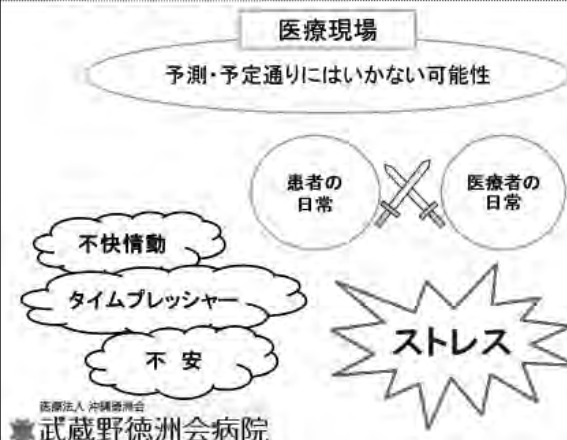 医療現場
予測・予定通りにはいかない可能性
患者の
日常
医療者の
日常
不快情動
タイムプレッシャー
不 安
ストレス
医療法人 沖縄徳洲会
武蔵野徳洲会病院